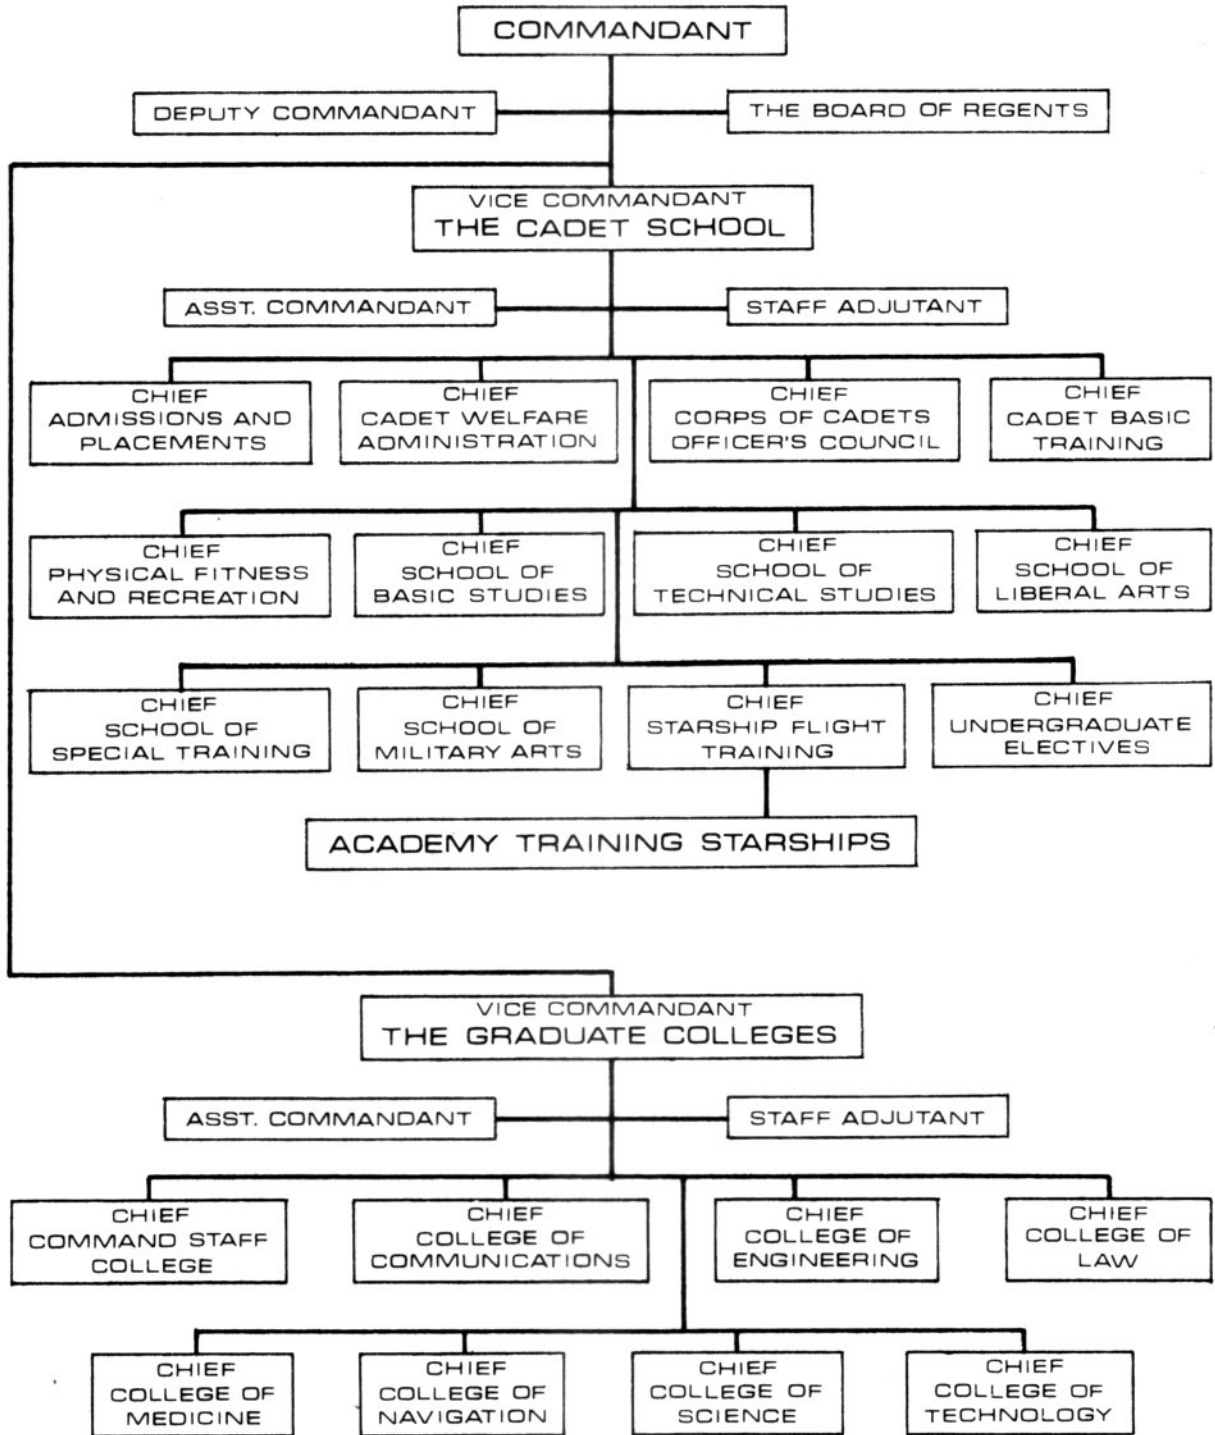 COMMANDANT
DEPUTY COMMANDANT
THE BOARD OF REGENTS
VICE COMMANDANT
THE CADET SCHOOL
ASST. COMMANDANT
STAFF ADJUTANT
CHIEF
ADMISSIONS AND
PLACEMENTS
CHIEF
CADET WELFARE
ADMINISTRATION
CHIEF
CORPS OF CADETS
OFFICER'S COUNCIL
CHIEF
CADET BASIC
TRAINING
CHIEF
PHYSICAL FITNESS
AND RECREATION
CHIEF
SCHOOL OF
BASIC STUDIES
CHIEF
SCHOOL OF
TECHNICAL STUDIES
CHIEF
SCHOOL OF
LIBERAL ARTS
CHIEF
SCHOOL OF
SPECIAL TRAINING
CHIEF
SCHOOL OF
MILITARY ARTS
CHIEF
STARSHIP FLIGHT
TRAINING
CHIEF
UNDERGRADUATE
ELECTIVES
ACADEMY TRAINING STARSHIPS
VICE COMMANDANT
THE GRADUATE COLLEGES
ASST. COMMANDANT
STAFF ADJUTANT
CHIEF
COMMAND STAFF
COLLEGE
CHIEF
COLLEGE OF
COMMUNICATIONS
CHIEF
COLLEGE OF
ENGINEERING
CHIEF
COLLEGE OF
LAW
CHIEF
COLLEGE OF
MEDICINE
CHIEF
COLLEGE OF
NAVIGATION
CHIEF
COLLEGE OF
SCIENCE
CHIEF
COLLEGE OF
TECHNOLOGY